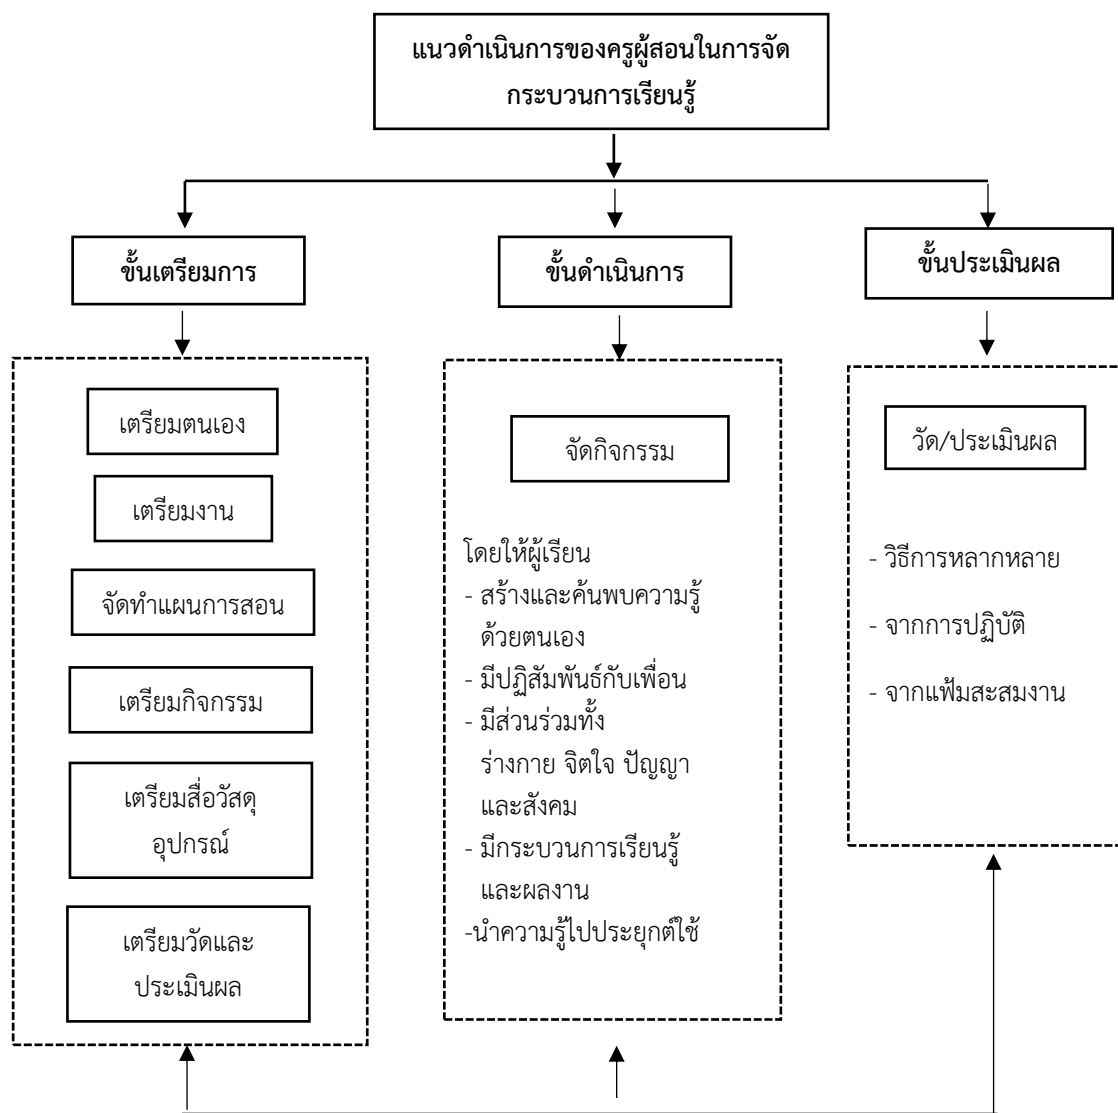 แนวดำเนินการของครูผู้สอนในการจัด
กระบวนการเรียนรู้
ขั้นเตรียมการ
ขั้นดำเนินการ
ขั้นประเมินผล
เตรียมตนเอง
เตรียมงาน
จัดทำแผนการสอน
เตรียมกิจกรรม
เตรียมสื่อวัสดุ
อุปกรณ์
เตรียมวัดและ
ประเมินผล
จัดกิจกรรม
โดยให้ผู้เรียน
- สร้างและค้นพบความรู้
ด้วยตนเอง
- มีปฏิสัมพันธ์กับเพื่อน
- มีส่วนร่วมทั้ง
ร่างกาย จิตใจ ปัญญา
และสังคม
- มีกระบวนการเรียนรู้
และผลงาน
-นำความรู้ไปประยุกต์ใช้
วัด/ประเมินผล
- วิธีการหลากหลาย
- จากการปฏิบัติ
- จากแฟ้มสะสมงาน